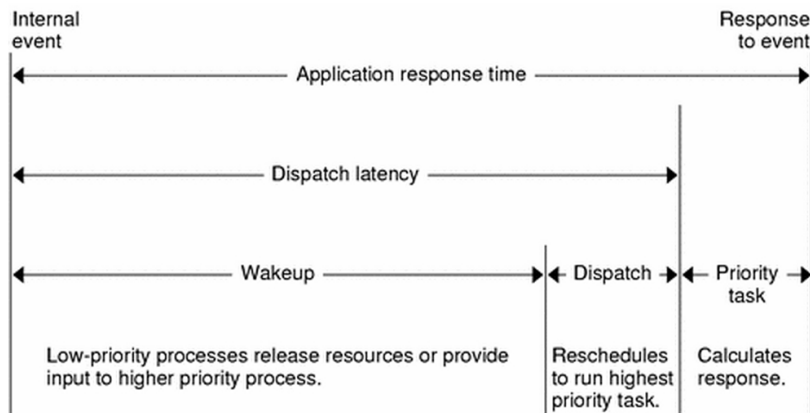 Internal
event
Response
to event
Application response time
Dispatch latency
Wakeup
Dispatch
Priority
task
Low-priority processes release resources or provide
input to higher priority process.
Reschedules
to run highest
priority task.
Calculates
response.